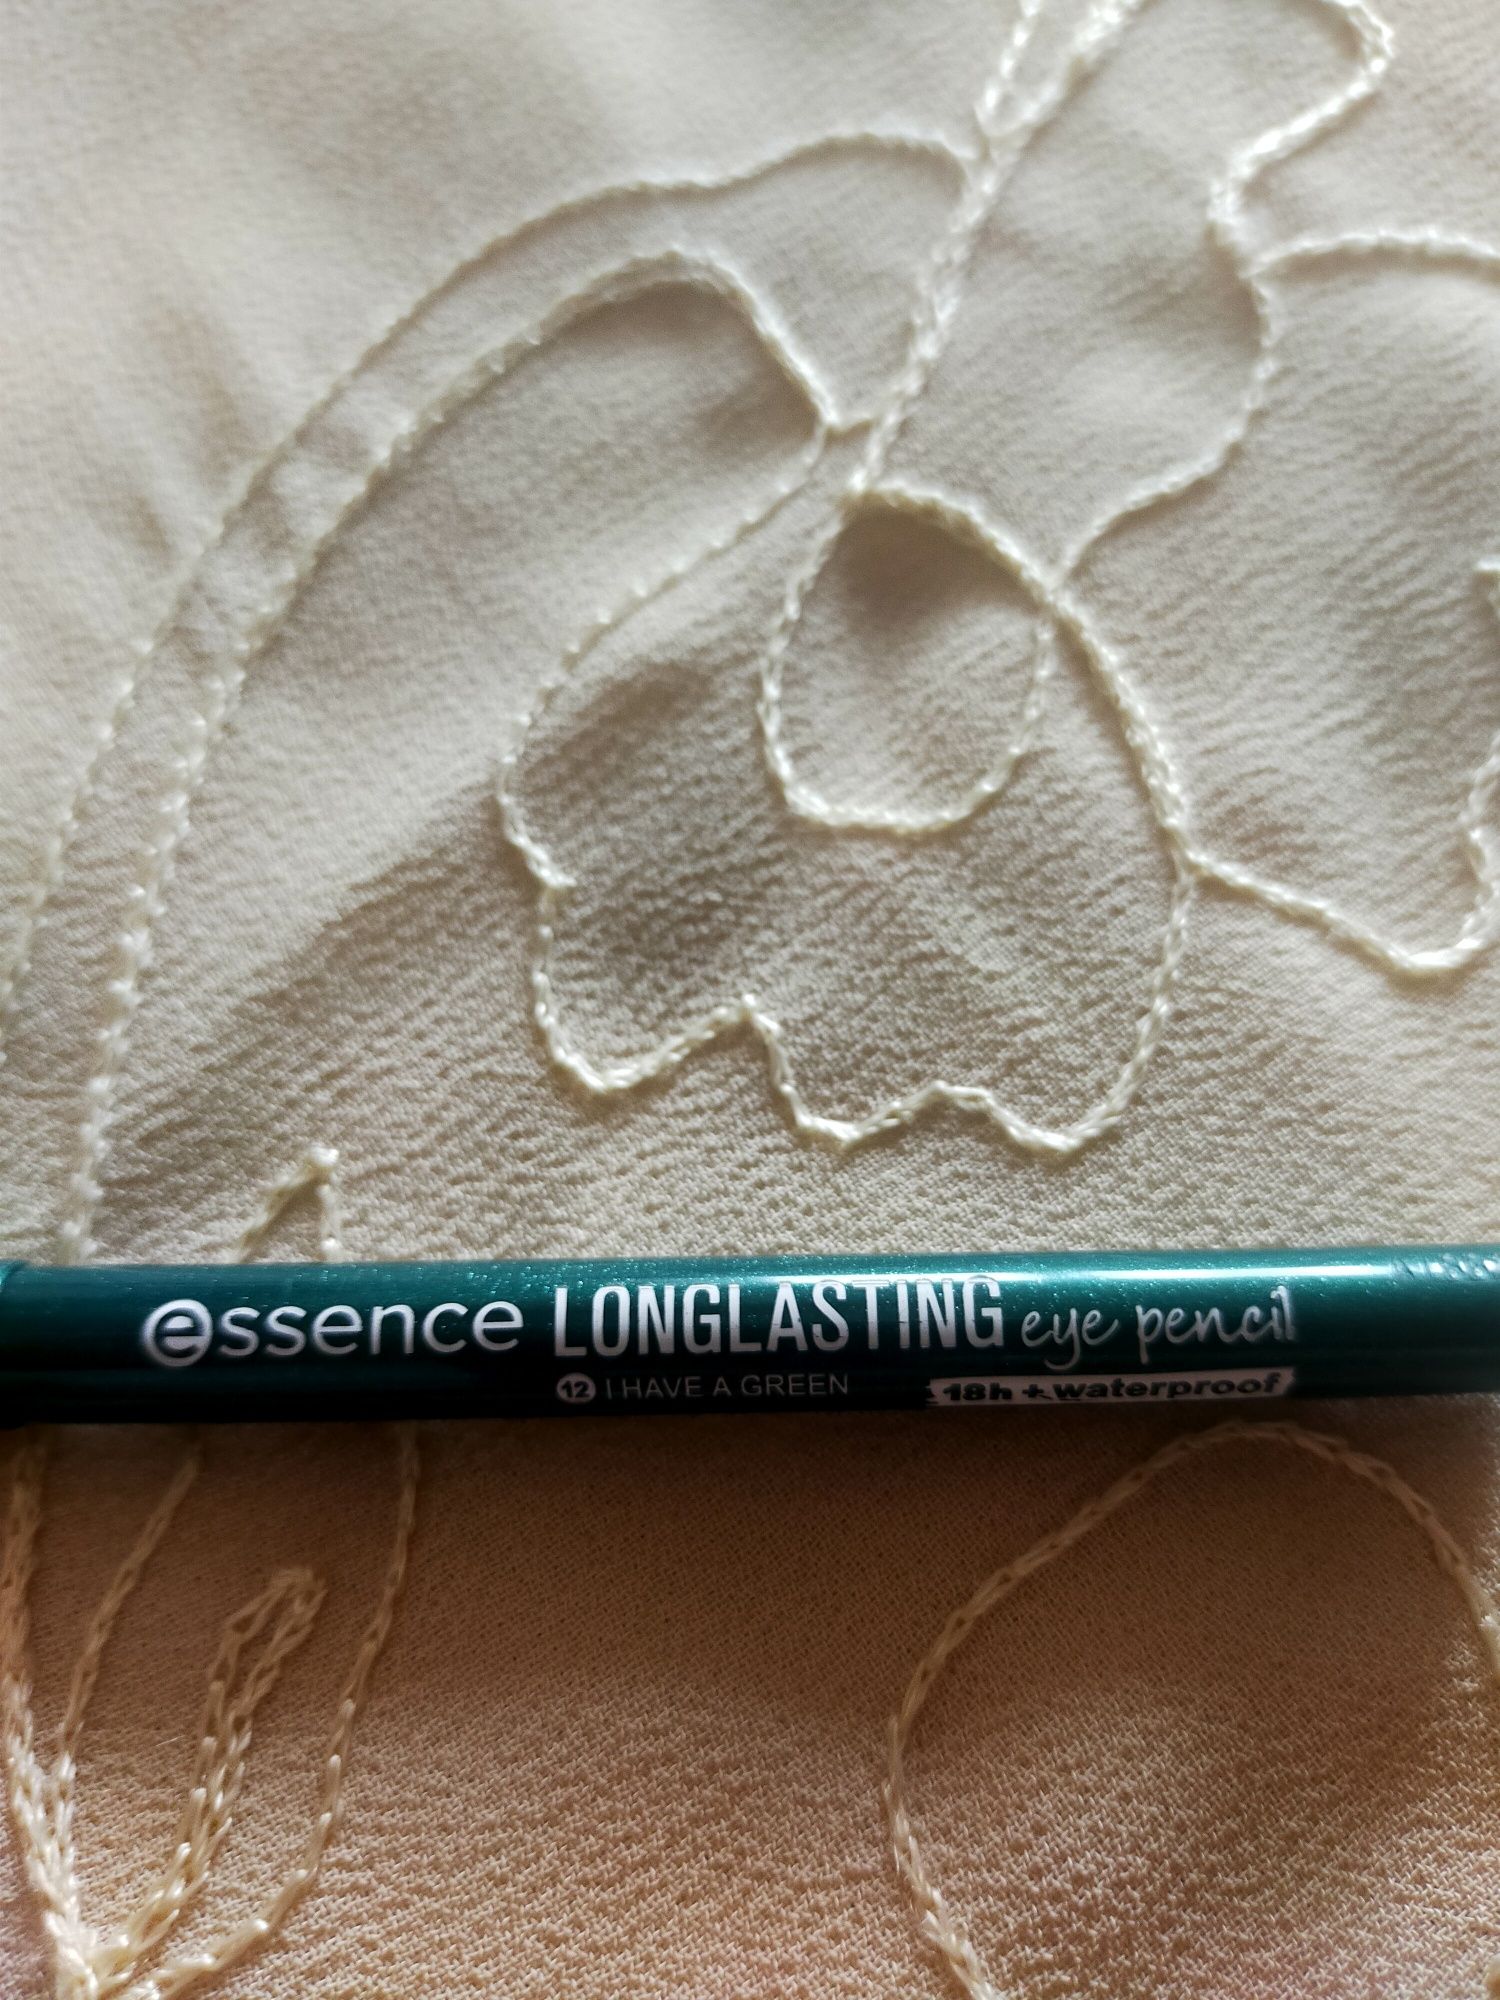 essence LONGLASTING eye pencil
12 I HAVE A GREEN 18h + waterproof